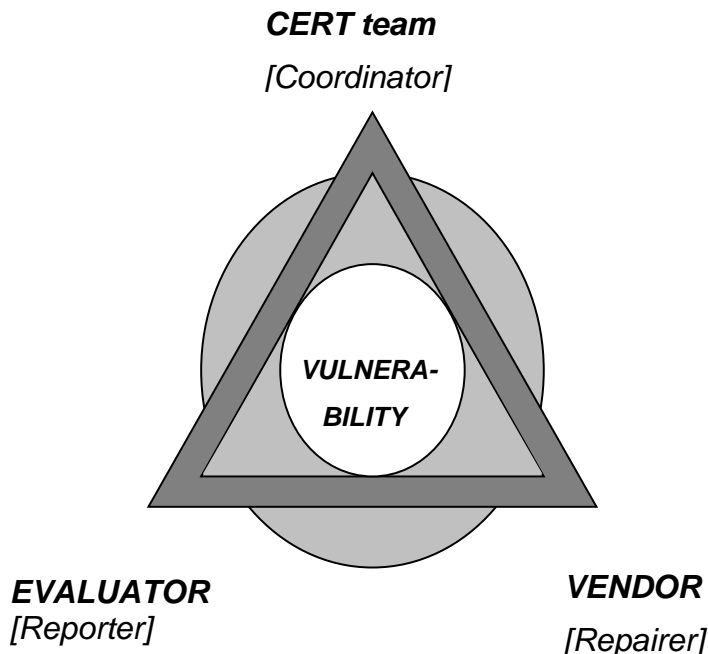 CERT team
[Coordinator]
VULNERA-
BILITY
EVALUATOR
[Reporter]
VENDOR
[Repairer]